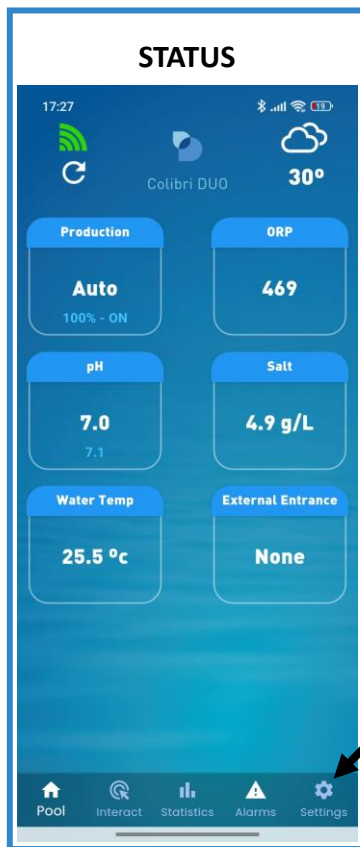 STATUS
17:27
19
Colibri DUO
30º
Production
Auto
100% - ON
ORP
469
pH
7.0
7.1
Salt
4.9 g/L
Water Temp
25.5 ºc
External Entrance
None
Pool
Interact
Statistics
Alarms
Settings